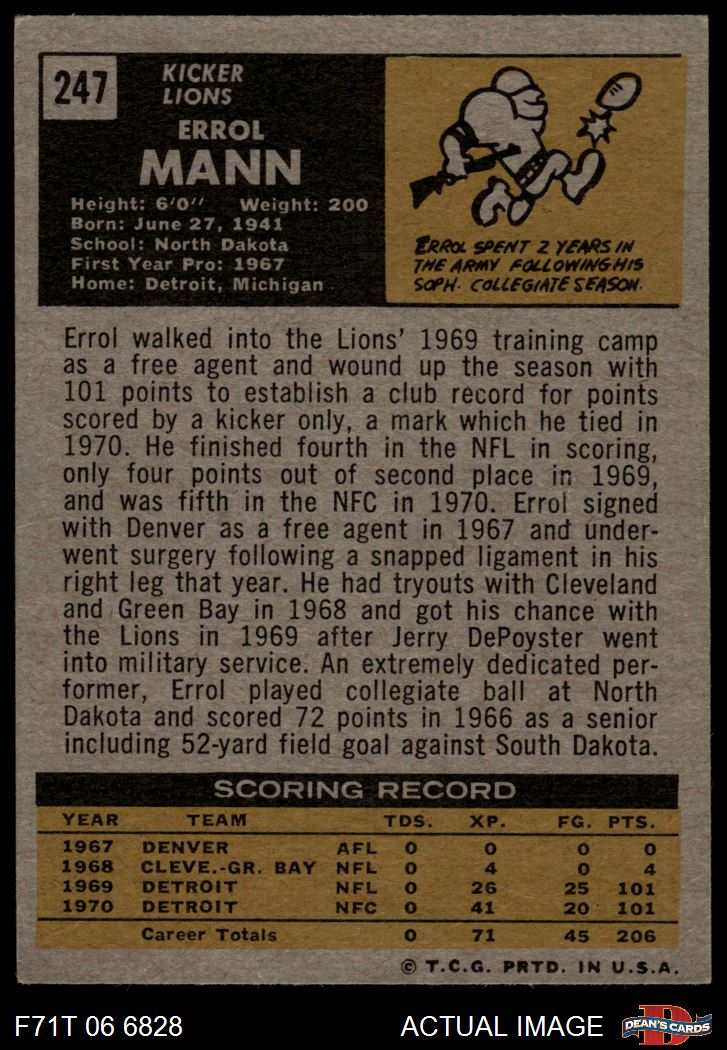 247
KICKER
LIONS
ERROL
MANN
Height: 6'0" Weight: 200
Born: June 27, 1941
School: North Dakota
First Year Pro: 1967
Home: Detroit, Michigan
ERROL SPENT 2 YEARS IN
THE ARMY FOLLOWING HIS
SOPH. COLLEGIATE SEASON.
Errol walked into the Lions' 1969 training camp
as a free agent and wound up the season with
101 points to establish a club record for points
scored by a kicker only, a mark which he tied in
1970. He finished fourth in the NFL in scoring,
only four points out of second place in 1969,
and was fifth in the NFC in 1970. Errol signed
with Denver as a free agent in 1967 and under-
went surgery following a snapped ligament in his
right leg that year. He had tryouts with Cleveland
and Green Bay in 1968 and got his chance with
the Lions in 1969 after Jerry DePoyster went
into military service. An extremely dedicated per-
former, Errol played collegiate ball at North
Dakota and scored 72 points in 1966 as a senior
including 52-yard field goal against South Dakota.
SCORING RECORD
YEAR TEAM TDS. XP. FG. PTS.
1967 DENVER AFL 0 0 0 0
1968 CLEVE.-GR. BAY NFL 0 4 0 4
1969 DETROIT NFL 0 26 25 101
1970 DETROIT NFC 0 41 20 101
Career Totals 0 71 45 206
© T.C.G. PRTD. IN U.S.A.
F71T 06 6828 ACTUAL IMAGE D DEAN'S CARDS